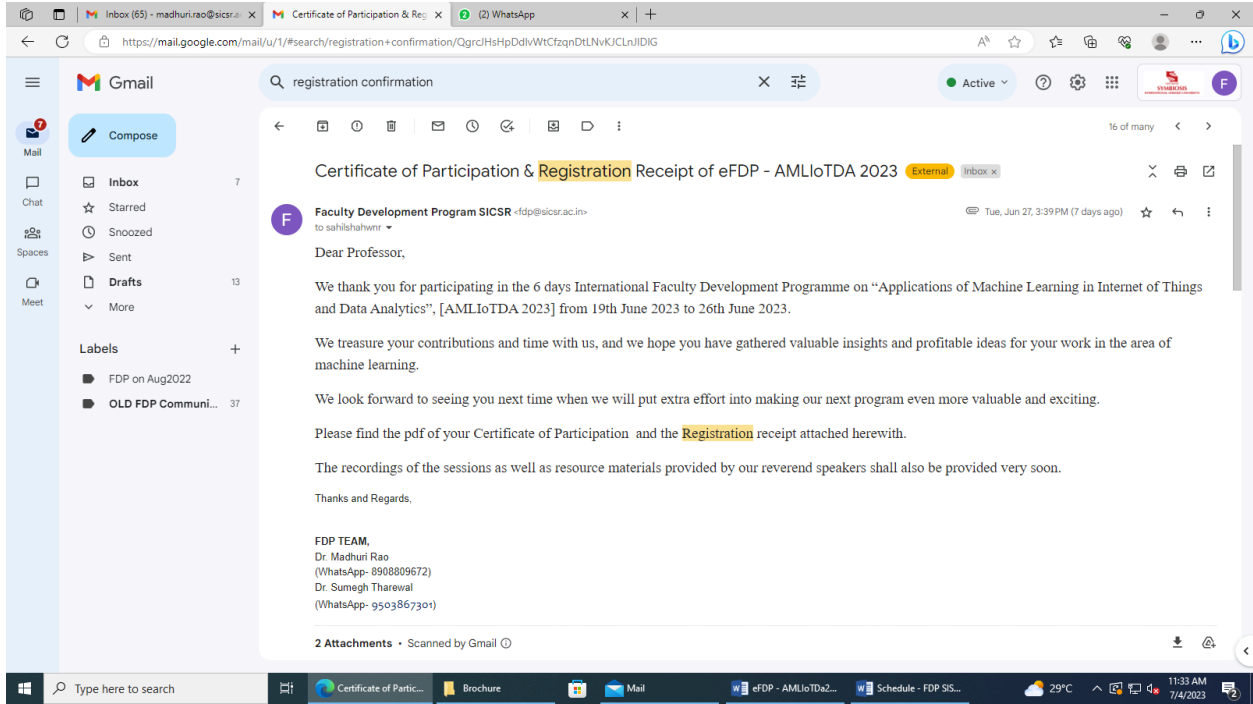 Inbox (65) - madhuri.rao@sicsr.a
Certificate of Participation & Reg
(2) WhatsApp
https://mail.google.com/mail/u/1/#search/registration+confirmation/QgrcJHsHpDdlvWtCfzqnDtLNvKJCLnJlDlG
Gmail
registration confirmation
Active
SYMBIOSIS
F
7
Mail
Chat
Spaces
Meet
Compose
Inbox 7
Starred
Snoozed
Sent
Drafts 13
More
Labels
FDP on Aug2022
OLD FDP Communi... 37
16 of many
Certificate of Participation & Registration Receipt of eFDP - AMLIoTDA 2023 External Inbox x
F
Faculty Development Program SICSR <fdp@sicsr.ac.in> Tue, Jun 27, 3:39 PM (7 days ago)
to sahilshahwnr
Dear Professor,
We thank you for participating in the 6 days International Faculty Development Programme on “Applications of Machine Learning in Internet of Things
and Data Analytics”, [AMLIoTDA 2023] from 19th June 2023 to 26th June 2023.
We treasure your contributions and time with us, and we hope you have gathered valuable insights and profitable ideas for your work in the area of
machine learning.
We look forward to seeing you next time when we will put extra effort into making our next program even more valuable and exciting.
Please find the pdf of your Certificate of Participation and the Registration receipt attached herewith.
The recordings of the sessions as well as resource materials provided by our reverend speakers shall also be provided very soon.
Thanks and Regards,
FDP TEAM,
Dr. Madhuri Rao
(WhatsApp- 8908809672)
Dr. Sumegh Tharewal
(WhatsApp- 9503867301)
2 Attachments • Scanned by Gmail
Type here to search
Certificate of Partic...
Brochure
Mail
eFDP - AMLIoTDa2...
Schedule - FDP SIS...
29°C
11:33 AM
7/4/2023
2